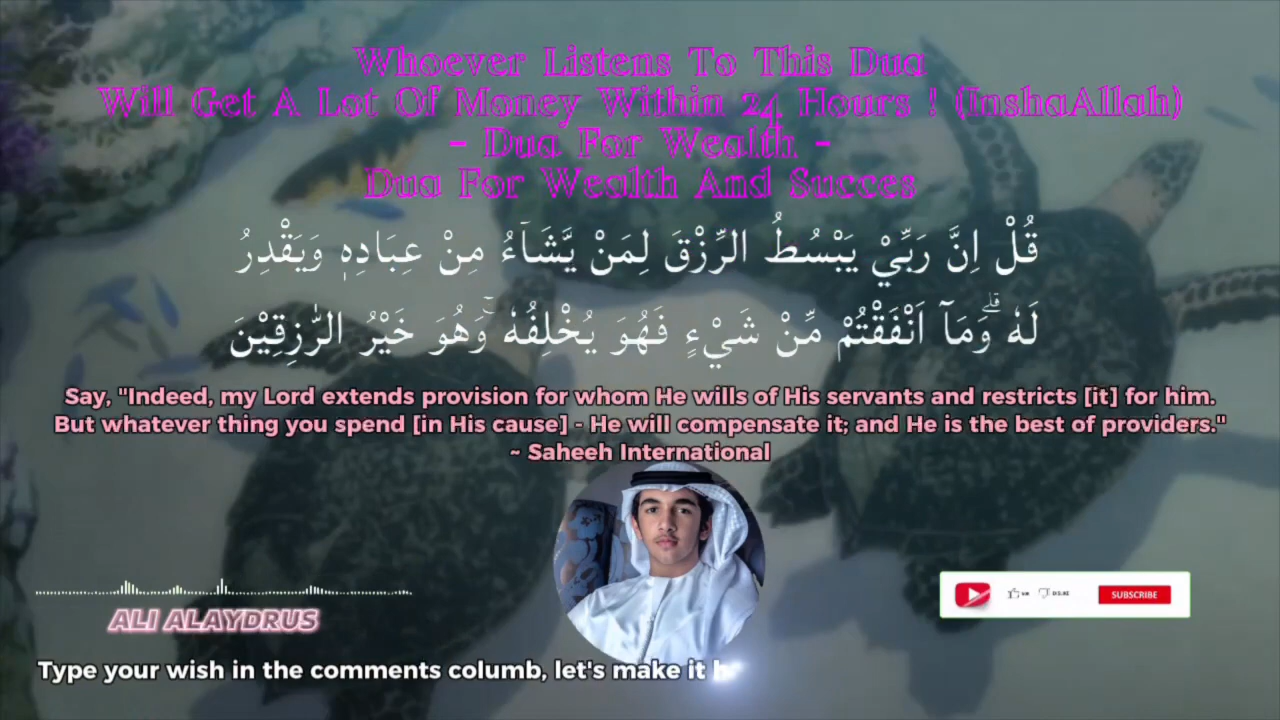 Whoever Listens To This Dua
Will Get A Lot Of Money Within 24 Hours ! (InshaAllah)
- Dua For Wealth -
Dua For Wealth And Succes
قُلْ اِنَّ رَبِّيْ يَبْسُطُ الرِّزْقَ لِمَنْ يَّشَاۤءُ مِنْ عِبَادِهٖ وَيَقْدِرُ
لَهٗ ۗوَمَآ اَنْفَقْتُمْ مِّنْ شَيْءٍ فَهُوَ يُخْلِفُهٗ ۚوَهُوَ خَيْرُ الرّٰزِقِيْنَ
Say, "Indeed, my Lord extends provision for whom He wills of His servants and restricts [it] for him.
But whatever thing you spend [in His cause] - He will compensate it; and He is the best of providers."
~ Saheeh International
SUBSCRIBE
ALI ALAYDRUS
Type your wish in the comments columb, let's make it